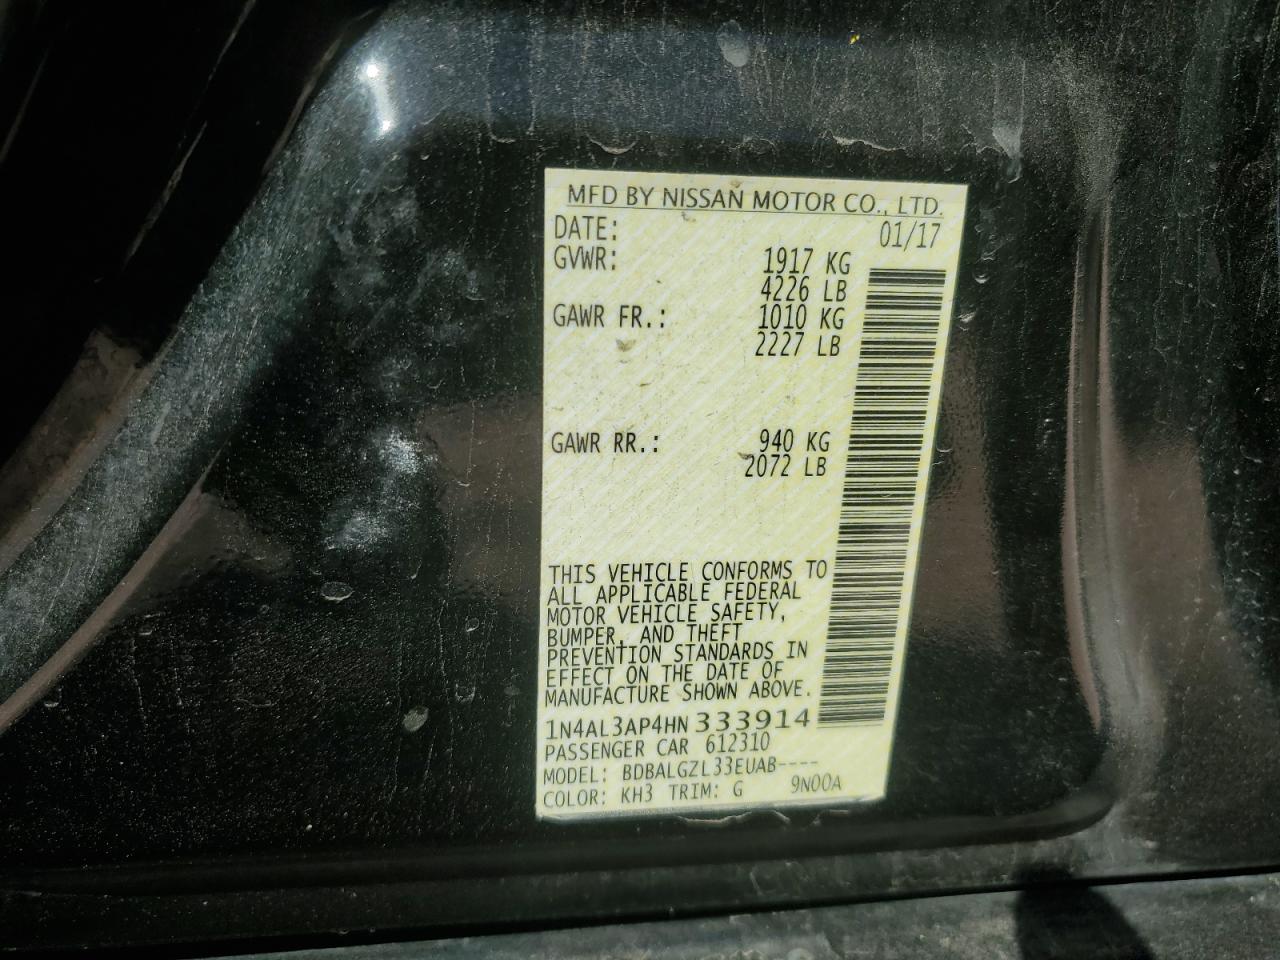 MFD BY NISSAN MOTOR CO., LTD.
DATE: 01/17
GVWR: 1917 KG
4226 LB
GAWR FR.: 1010 KG
2227 LB
GAWR RR.: 940 KG
2072 LB
THIS VEHICLE CONFORMS TO
ALL APPLICABLE FEDERAL
MOTOR VEHICLE SAFETY,
BUMPER, AND THEFT
PREVENTION STANDARDS IN
EFFECT ON THE DATE OF
MANUFACTURE SHOWN ABOVE.
1N4AL3AP4HN 333914
PASSENGER CAR 612310
MODEL: BDBALGZL33EUAB----
COLOR: KH3 TRIM: G 9N00A